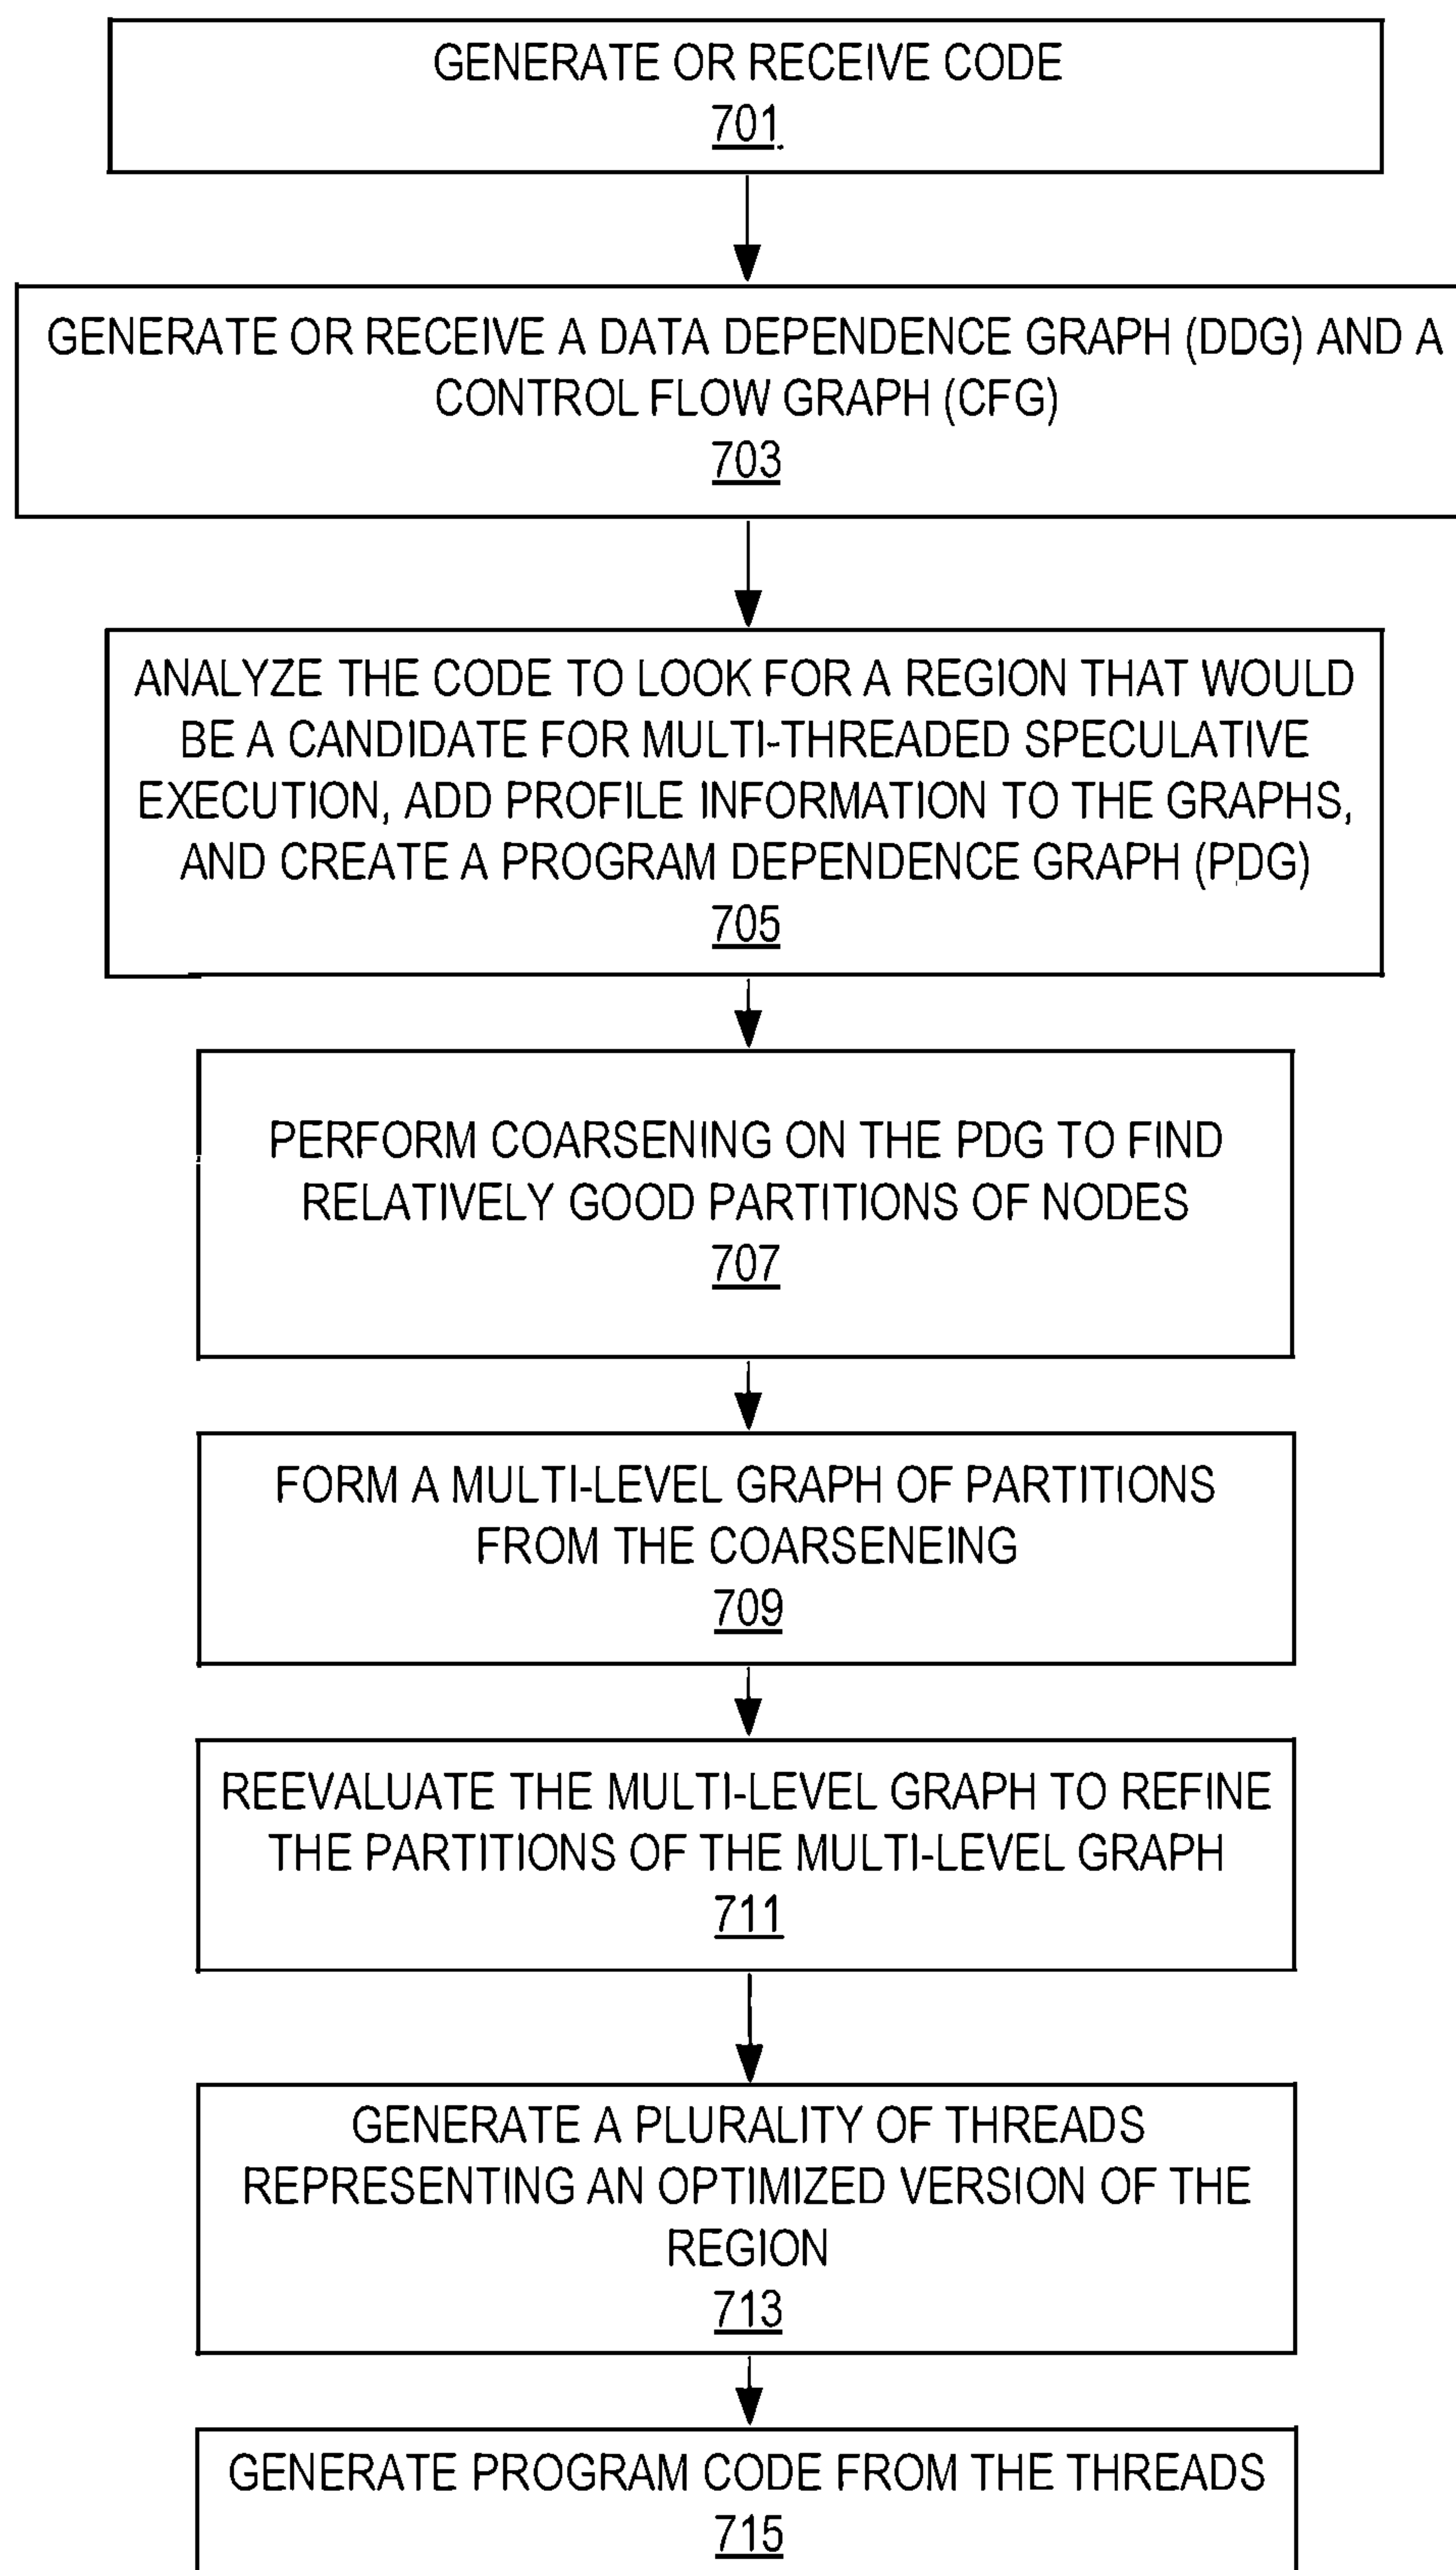 GENERATE OR RECEIVE CODE
701
GENERATE OR RECEIVE A DATA DEPENDENCE GRAPH (DDG) AND A
CONTROL FLOW GRAPH (CFG)
703
ANALYZE THE CODE TO LOOK FOR A REGION THAT WOULD
BE A CANDIDATE FOR MULTI-THREADED SPECULATIVE
EXECUTION, ADD PROFILE INFORMATION TO THE GRAPHS,
AND CREATE A PROGRAM DEPENDENCE GRAPH (PDG)
705
PERFORM COARSENING ON THE PDG TO FIND
RELATIVELY GOOD PARTITIONS OF NODES
707
FORM A MULTI-LEVEL GRAPH OF PARTITIONS
FROM THE COARSENEING
709
REEVALUATE THE MULTI-LEVEL GRAPH TO REFINE
THE PARTITIONS OF THE MULTI-LEVEL GRAPH
711
GENERATE A PLURALITY OF THREADS
REPRESENTING AN OPTIMIZED VERSION OF THE
REGION
713
GENERATE PROGRAM CODE FROM THE THREADS
715